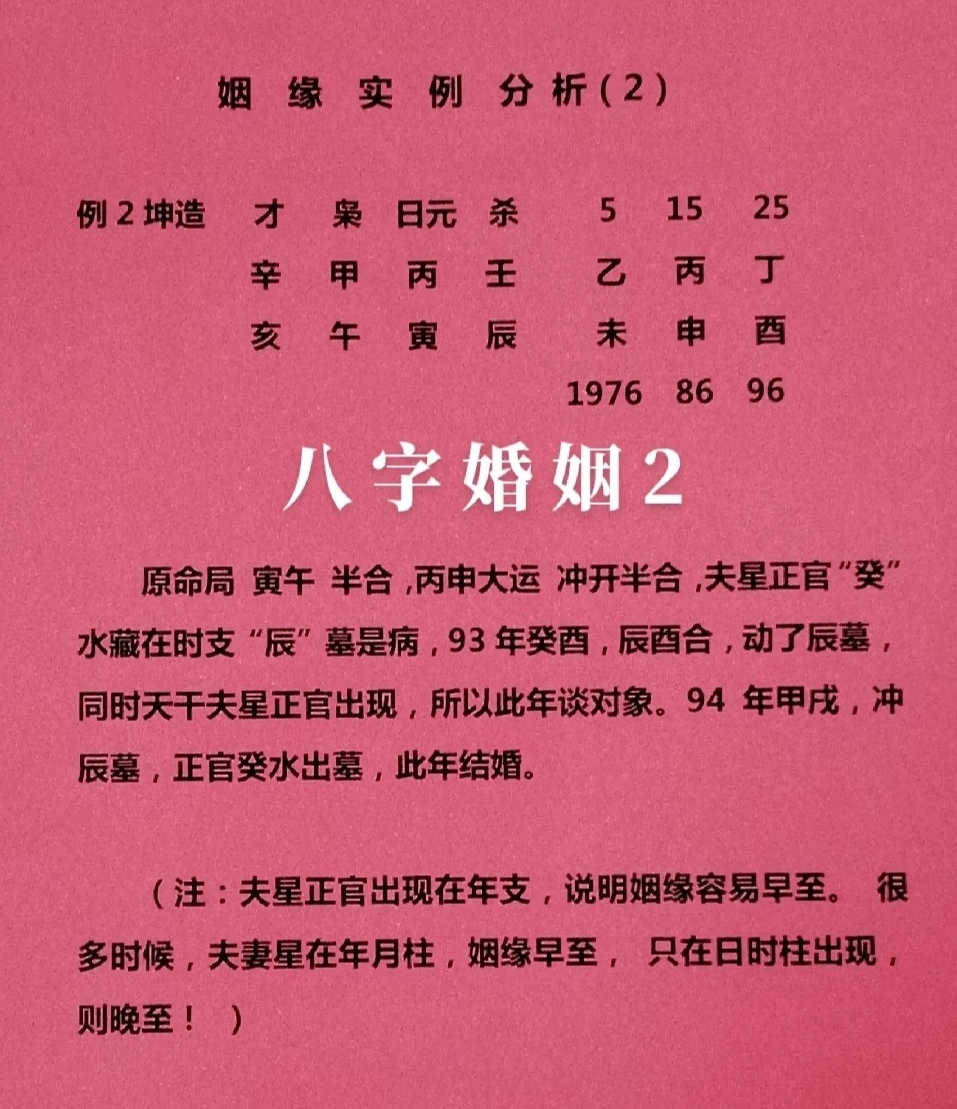 姻缘实例分析(2)
例2坤造 才 枭 日元 杀 5 15 25
辛 甲 丙 壬 乙 丙 丁
亥 午 寅 辰 未 申 酉
1976 86 96
八字婚姻2
原命局 寅午 半合,丙申大运 冲开半合,夫星正官“癸”
水藏在时支“辰”墓是病,93年癸酉,辰酉合,动了辰墓,
同时天干夫星正官出现,所以此年谈对象。94 年甲戌,冲
辰墓,正官癸水出墓,此年结婚。
(注:夫星正官出现在年支,说明姻缘容易早至。 很
多时候,夫妻星在年月柱,姻缘早至, 只在日时柱出现,
则晚至! )